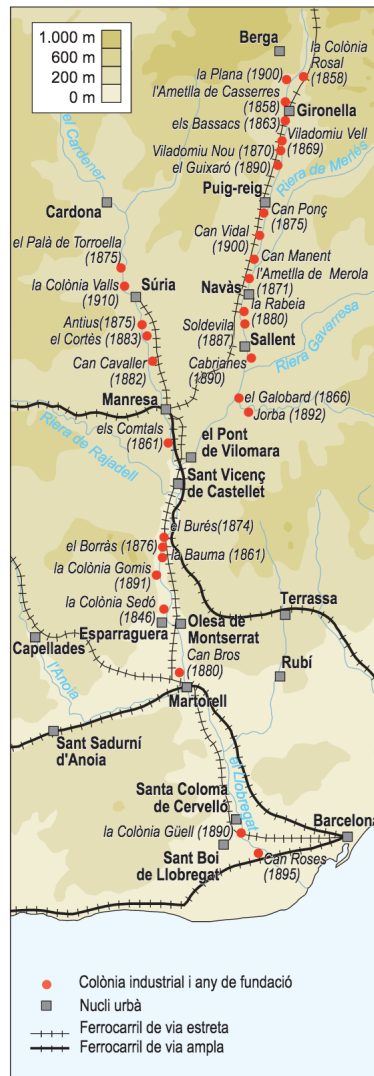 1.000 m
600 m
200 m
0 m
Berga
la Colònia
Rosal
(1858)
la Plana (1900)
l'Ametlla de Casserres
(1858)
Gironella
els Bassacs (1863)
Viladomiu Vell
(1869)
Viladomiu Nou (1870)
el Guixaró (1890)
Riera de Merlès
Puig-reig
el Cardener
Cardona
Can Ponç
(1875)
Can Vidal
(1900)
el Palà de Torroella
(1875)
Can Manent
l'Ametlla de Merola
(1871)
la Colònia Valls
(1910)
Súria
Navàs
la Rabeia
(1880)
Antius(1875)
el Cortès (1883)
Soldevila
(1887)
Sallent
Riera Gavarresa
Can Cavaller
(1882)
Cabrianes
(1890)
Manresa
el Galobard (1866)
Jorba (1892)
Riera de Rajadell
els Comtals
(1861)
el Pont
de Vilomara
Sant Vicenç
de Castellet
el Burés(1874)
el Borràs (1876)
la Bauma (1861)
la Colònia Gomis
(1891)
la Colònia Sedó
(1846)
Terrassa
Esparraguera
Olesa de
Montserrat
Capellades
l'Anoia
Can Bros
(1880)
Rubí
Martorell
Sant Sadurní
d'Anoia
el Llobregat
Santa Coloma
de Cervelló
Barcelona
la Colònia Güell (1890)
Sant Boi
de Llobregat
Can Roses
(1895)
Colònia industrial i any de fundació
Nucli urbà
Ferrocarril de via estreta
Ferrocarril de via ampla